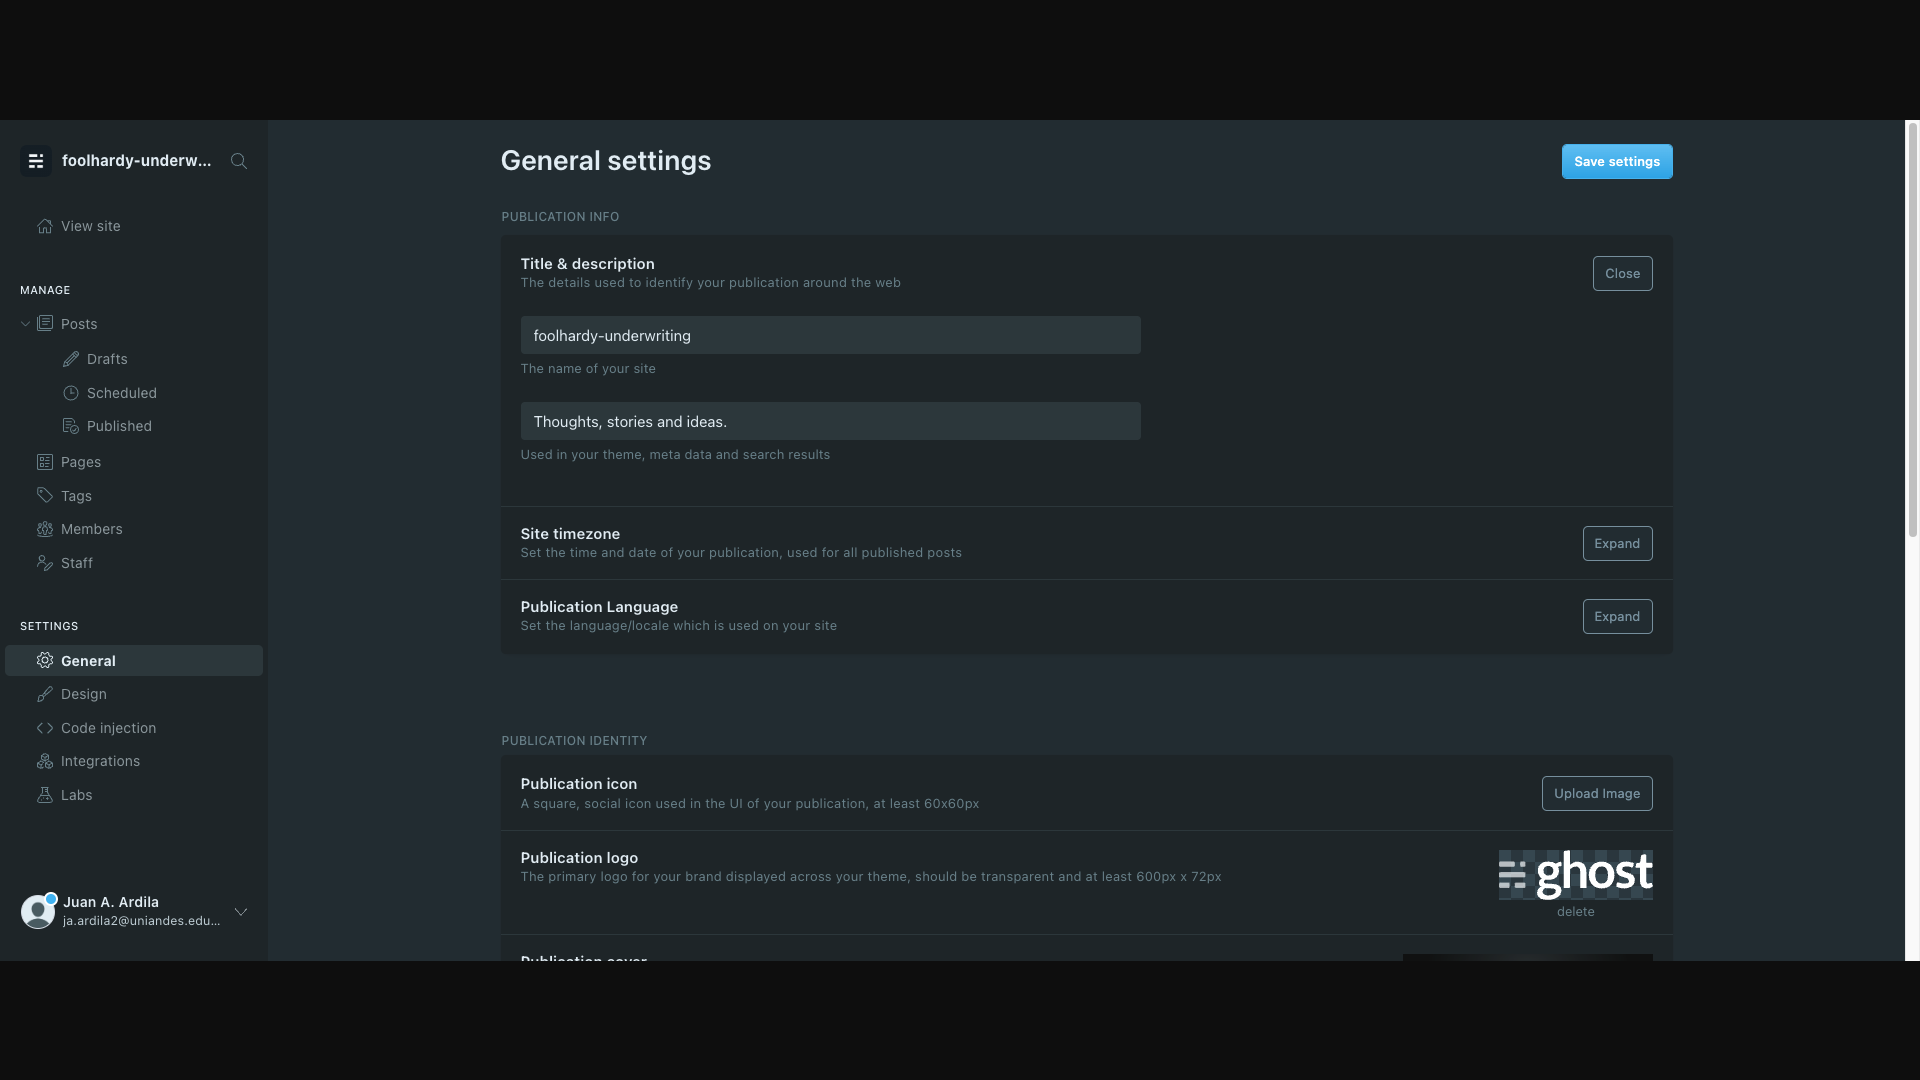 foolhardy-underw...
View site
MANAGE
Posts
Drafts
Scheduled
Published
Pages
Tags
Members
Staff
SETTINGS
General
Design
Code injection
Integrations
Labs
Juan A. Ardila
ja.ardila2@uniandes.edu...
General settings
Save settings
PUBLICATION INFO
Title & description
The details used to identify your publication around the web
Close
foolhardy-underwriting
The name of your site
Thoughts, stories and ideas.
Used in your theme, meta data and search results
Site timezone
Set the time and date of your publication, used for all published posts
Expand
Publication Language
Set the language/locale which is used on your site
Expand
PUBLICATION IDENTITY
Publication icon
A square, social icon used in the UI of your publication, at least 60x60px
Upload Image
Publication logo
The primary logo for your brand displayed across your theme, should be transparent and at least 600px x 72px
ghost
delete
Publication cover